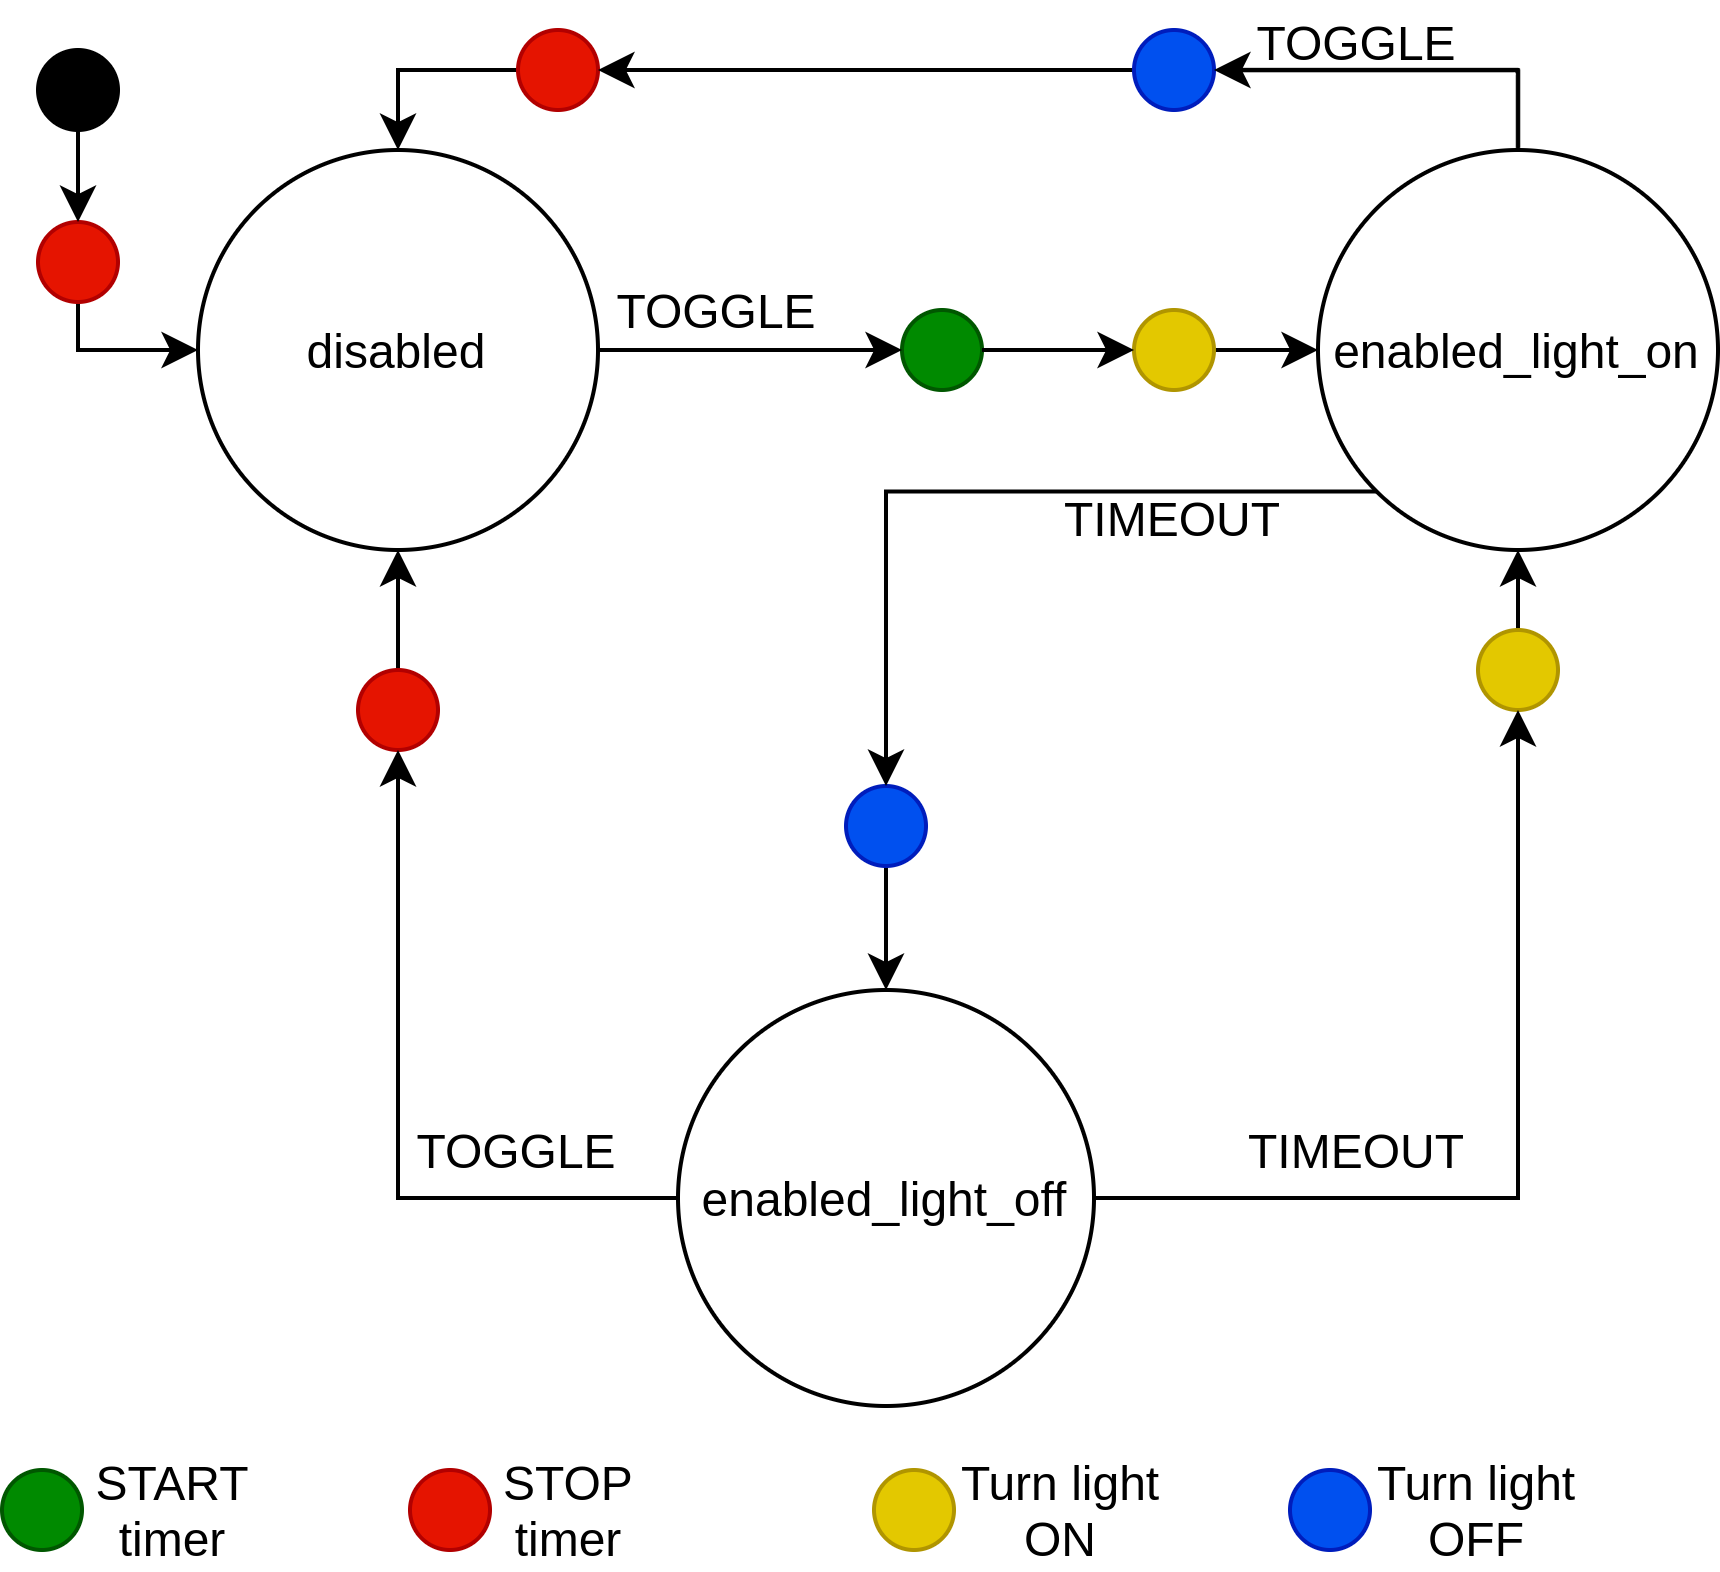 TOGGLE
TOGGLE
disabled
enabled_light_on
TIMEOUT
TOGGLE
TIMEOUT
enabled_light_off
START
timer
STOP
timer
Turn light
ON
Turn light
OFF